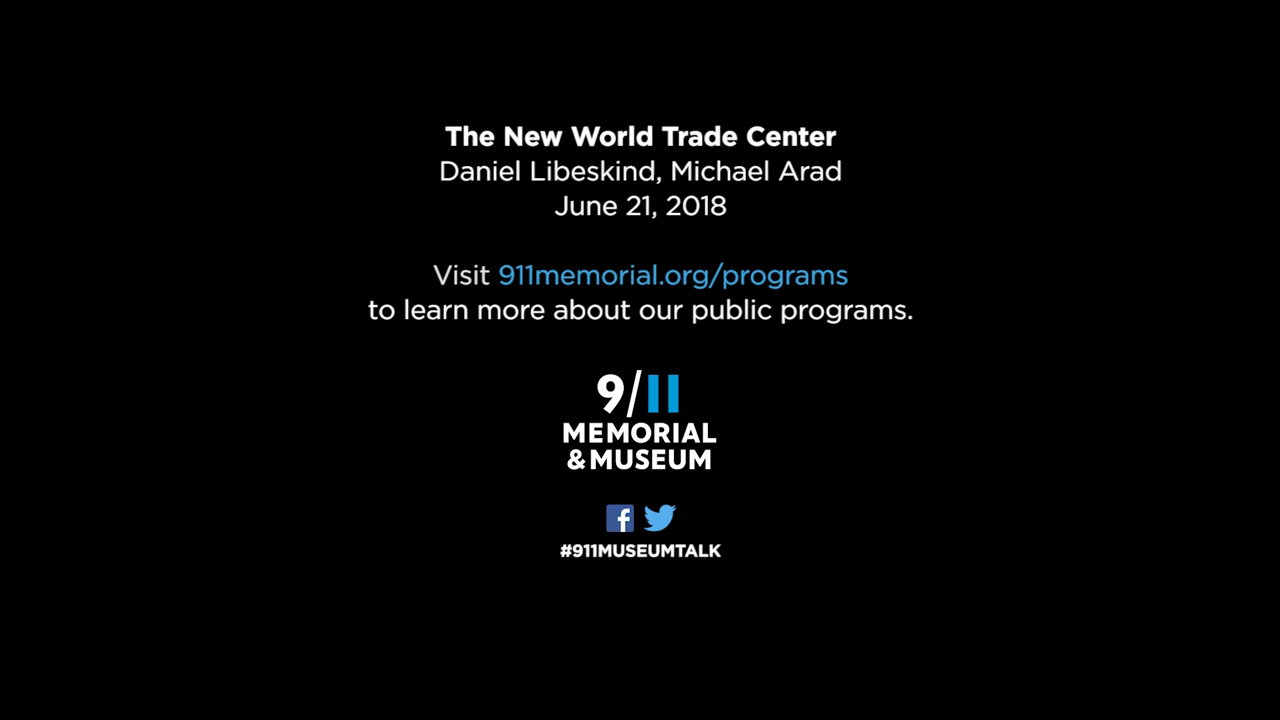 The New World Trade Center
Daniel Libeskind, Michael Arad
June 21, 2018
Visit 911memorial.org/programs
to learn more about our public programs.
9/11
MEMORIAL
& MUSEUM
#911MUSEUMTALK